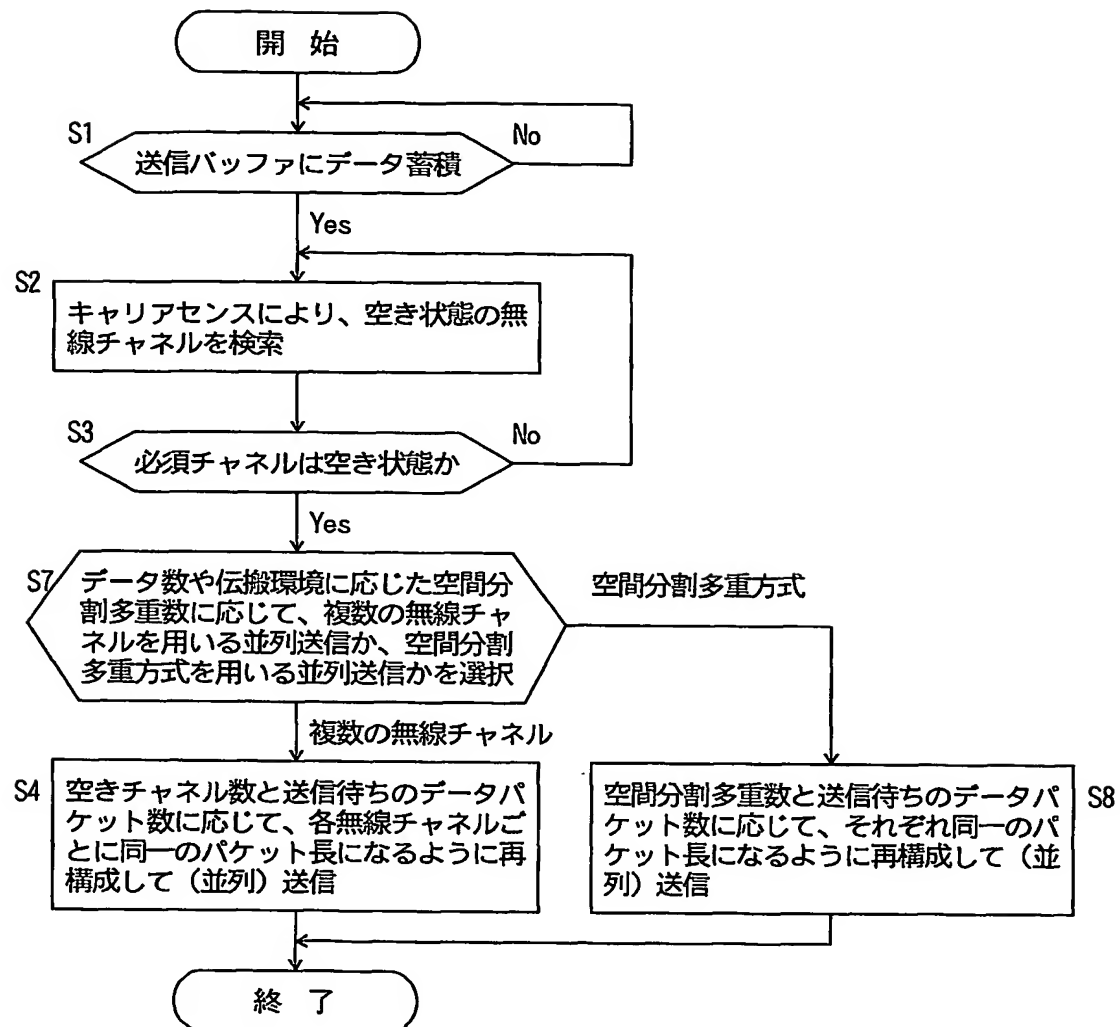 開 始
S1
送信バッファにデータ蓄積
No
Yes
S2
キャリアセンスにより、空き状態の無
線チャネルを検索
S3
必須チャネルは空き状態か
No
Yes
S7
データ数や伝搬環境に応じた空間分
割多重数に応じて、複数の無線チャ
ネルを用いる並列送信か、空間分割
多重方式を用いる並列送信かを選択
空間分割多重方式
複数の無線チャネル
S4
空きチャネル数と送信待ちのデータパ
ケット数に応じて、各無線チャネルご
とに同一のパケット長になるように再
構成して（並列）送信
空間分割多重数と送信待ちのデータパ
ケット数に応じて、それぞれ同一のパ
ケット長になるように再構成して（並
列）送信
S8
終 了